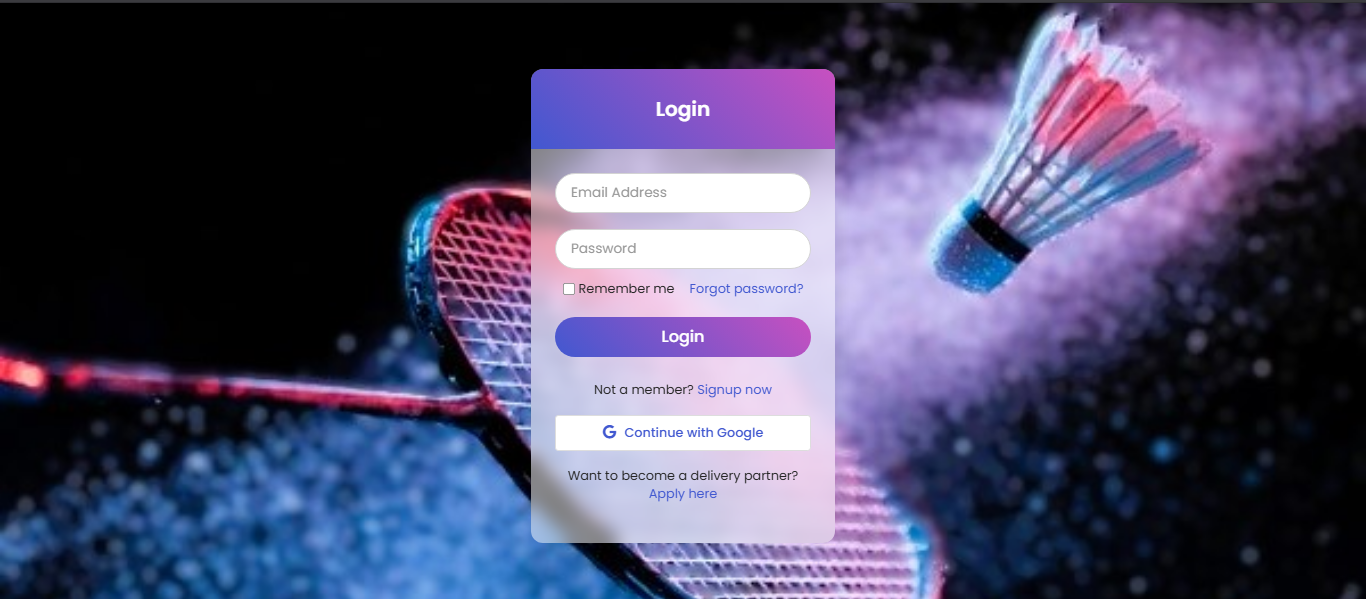 Login
Email Address
Password
Remember me Forgot password?
Login
Not a member? Signup now
Continue with Google
Want to become a delivery partner?
Apply here